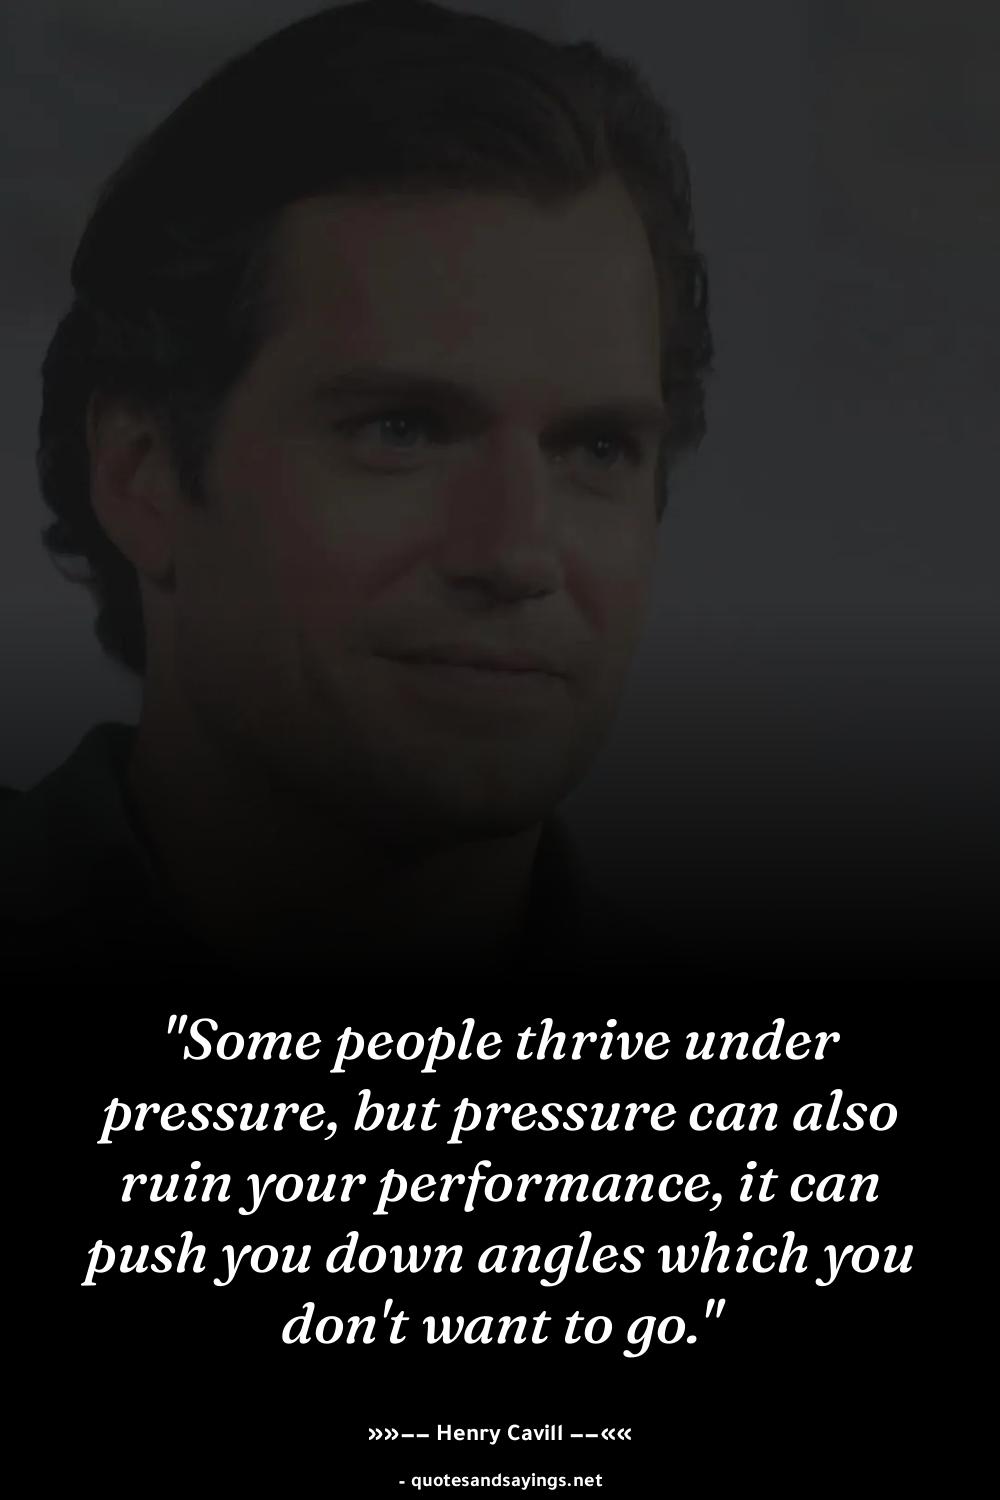 "Some people thrive under
pressure, but pressure can also
ruin your performance, it can
push you down angles which you
don't want to go."
»»-- Henry Cavill --««
- quotesandsayings.net